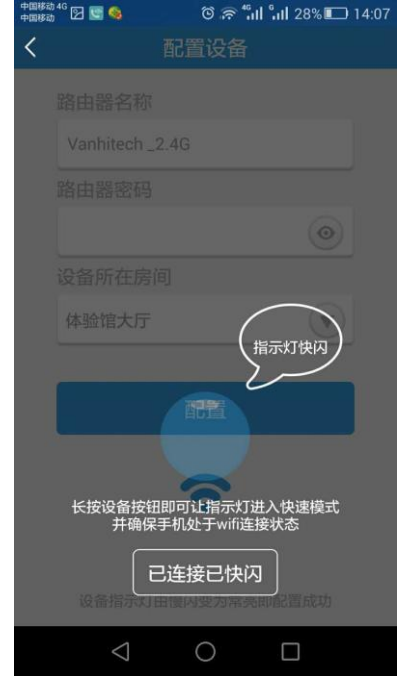 中国移动 4G
中国移动
28% 14:07
配置设备
路由器名称
Vanhitech _2.4G
路由器密码
设备所在房间
体验馆大厅
指示灯快闪
配置
长按设备按钮即可让指示灯进入快速模式
并确保手机处于wifi连接状态
已连接已快闪
设备指示灯由慢闪变为常亮即配置成功